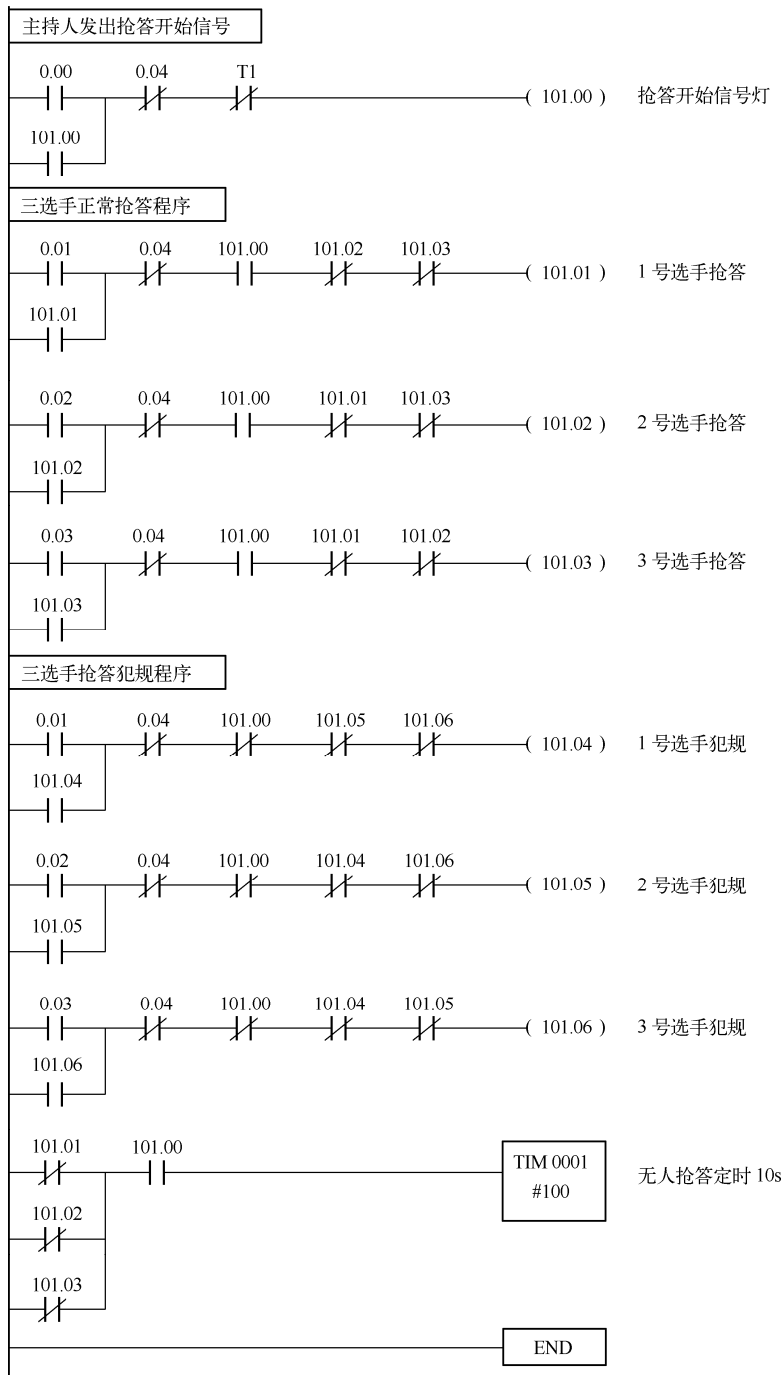 主持人发出抢答开始信号
0.00 0.04 T1
( 101.00 ) 抢答开始信号灯
101.00
三选手正常抢答程序
0.01 0.04 101.00 101.02 101.03
( 101.01 ) 1 号选手抢答
101.01
0.02 0.04 101.00 101.01 101.03
( 101.02 ) 2 号选手抢答
101.02
0.03 0.04 101.00 101.01 101.02
( 101.03 ) 3 号选手抢答
101.03
三选手抢答犯规程序
0.01 0.04 101.00 101.05 101.06
( 101.04 ) 1 号选手犯规
101.04
0.02 0.04 101.00 101.04 101.06
( 101.05 ) 2 号选手犯规
101.05
0.03 0.04 101.00 101.04 101.05
( 101.06 ) 3 号选手犯规
101.06
101.01 101.00
TIM 0001
#100
无人抢答定时 10s
101.02
101.03
END